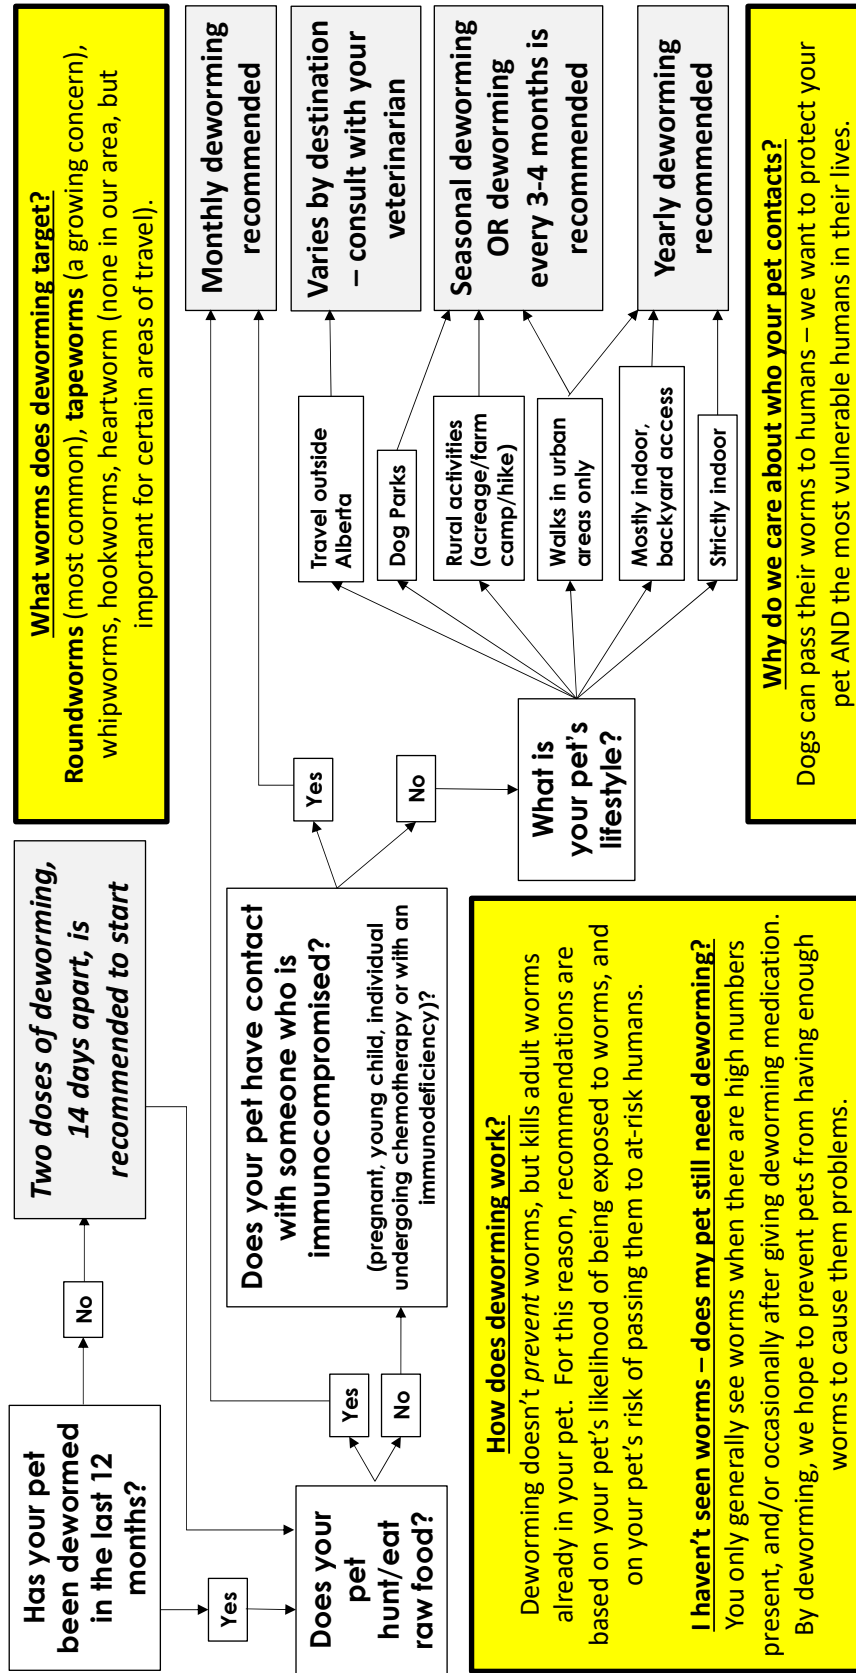 Has your pet
been dewormed
in the last 12
months?
No
Two doses of deworming,
14 days apart, is
recommended to start
What worms does deworming target?
Roundworms (most common), tapeworms (a growing concern),
whipworms, hookworms, heartworm (none in our area, but
important for certain areas of travel).
Yes
Does your
pet
hunt/eat
raw food?
Yes
No
Does your pet have contact
with someone who is
immunocompromised?
(pregnant, young child, individual
undergoing chemotherapy or with an
immunodeficiency)?
Yes
No
What is
your pet's
lifestyle?
Travel outside
Alberta
Dog Parks
Rural activities
(acreage/farm
camp/hike)
Walks in urban
areas only
Mostly indoor,
backyard access
Strictly indoor
Monthly deworming
recommended
Varies by destination
– consult with your
veterinarian
Seasonal deworming
OR deworming
every 3-4 months is
recommended
Yearly deworming
recommended
How does deworming work?
Deworming doesn't prevent worms, but kills adult worms
already in your pet.  For this reason, recommendations are
based on your pet's likelihood of being exposed to worms, and
on your pet's risk of passing them to at-risk humans.
I haven't seen worms – does my pet still need deworming?
You only generally see worms when there are high numbers
present, and/or occasionally after giving deworming medication.
By deworming, we hope to prevent pets from having enough
worms to cause them problems.
Why do we care about who your pet contacts?
Dogs can pass their worms to humans – we want to protect your
pet AND the most vulnerable humans in their lives.